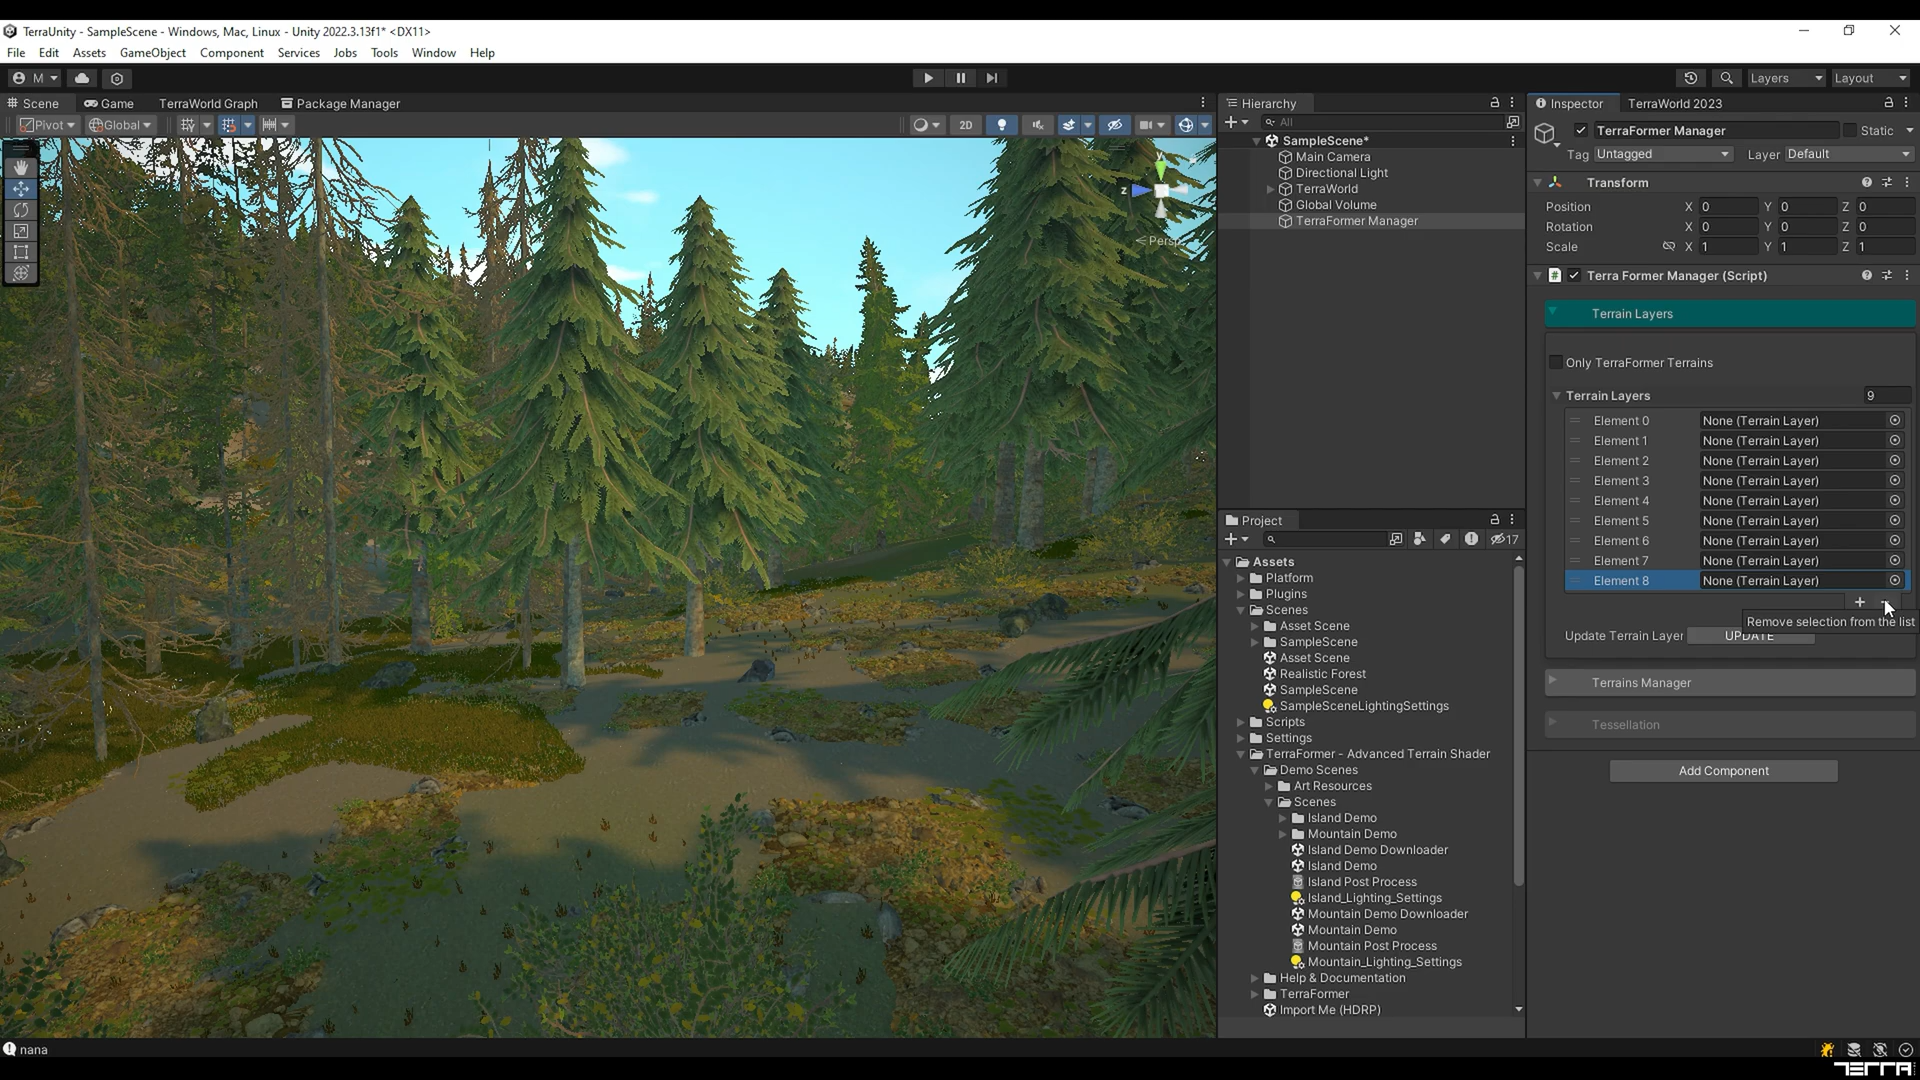 TerraUnity - SampleScene - Windows, Mac, Linux - Unity 2022.3.13f1* <DX11>
File Edit Assets GameObject Component Services Jobs Tools Window Help
M
Layers Layout
Scene Game TerraWorld Graph Package Manager
Pivot Global 2D
z
y
< Persp
Hierarchy
All
SampleScene*
Main Camera
Directional Light
TerraWorld
Global Volume
TerraFormer Manager
Project
17
Assets
Platform
Plugins
Scenes
Asset Scene
SampleScene
Asset Scene
Realistic Forest
SampleScene
SampleSceneLightingSettings
Scripts
Settings
TerraFormer - Advanced Terrain Shader
Demo Scenes
Art Resources
Scenes
Island Demo
Mountain Demo
Island Demo Downloader
Island Demo
Island Post Process
Island_Lighting_Settings
Mountain Demo Downloader
Mountain Demo
Mountain Post Process
Mountain_Lighting_Settings
Help & Documentation
TerraFormer
Import Me (HDRP)
Inspector TerraWorld 2023
TerraFormer Manager Static
Tag Untagged Layer Default
Transform
Position X 0 Y 0 Z 0
Rotation X 0 Y 0 Z 0
Scale X 1 Y 1 Z 1
# Terra Former Manager (Script)
Terrain Layers
Only TerraFormer Terrains
Terrain Layers 9
Element 0 None (Terrain Layer)
Element 1 None (Terrain Layer)
Element 2 None (Terrain Layer)
Element 3 None (Terrain Layer)
Element 4 None (Terrain Layer)
Element 5 None (Terrain Layer)
Element 6 None (Terrain Layer)
Element 7 None (Terrain Layer)
Element 8 None (Terrain Layer)
Remove selection from the list
Update Terrain Layer UPDATE
Terrains Manager
Tessellation
Add Component
nana
TERRA